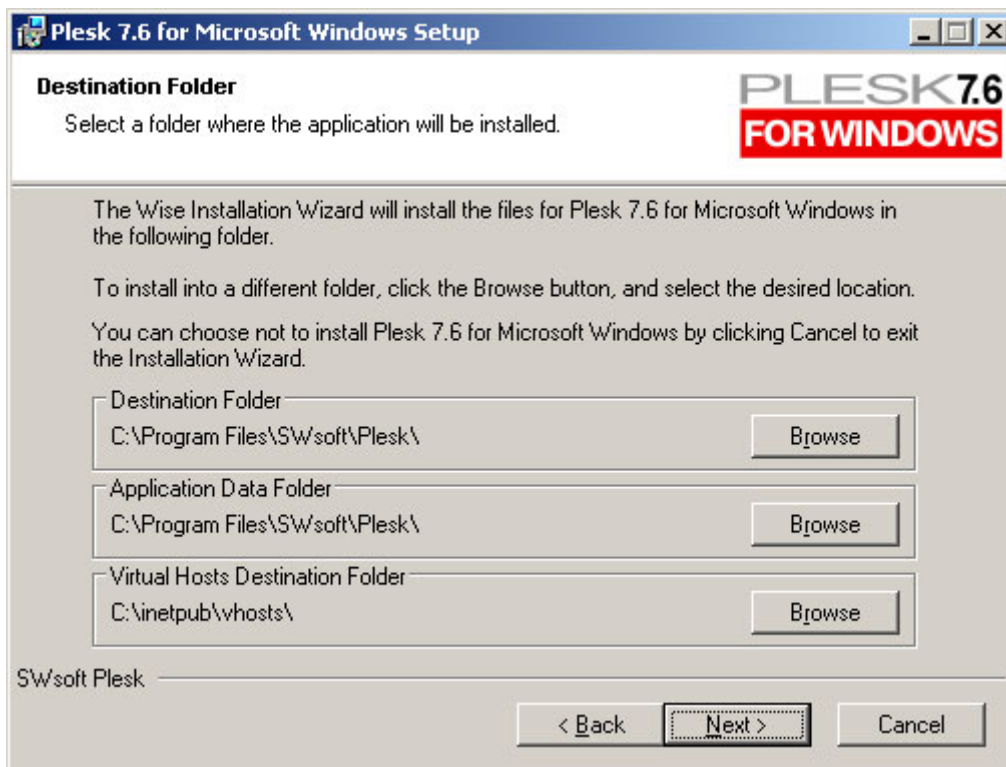 Plesk 7.6 for Microsoft Windows Setup
Destination Folder
Select a folder where the application will be installed.
PLESK7.6
FOR WINDOWS
The Wise Installation Wizard will install the files for Plesk 7.6 for Microsoft Windows in
the following folder.
To install into a different folder, click the Browse button, and select the desired location.
You can choose not to install Plesk 7.6 for Microsoft Windows by clicking Cancel to exit
the Installation Wizard.
Destination Folder
C:\Program Files\SWsoft\Plesk\
Browse
Application Data Folder
C:\Program Files\SWsoft\Plesk\
Browse
Virtual Hosts Destination Folder
C:\inetpub\vhosts\
Browse
SWsoft Plesk
< Back
Next >
Cancel